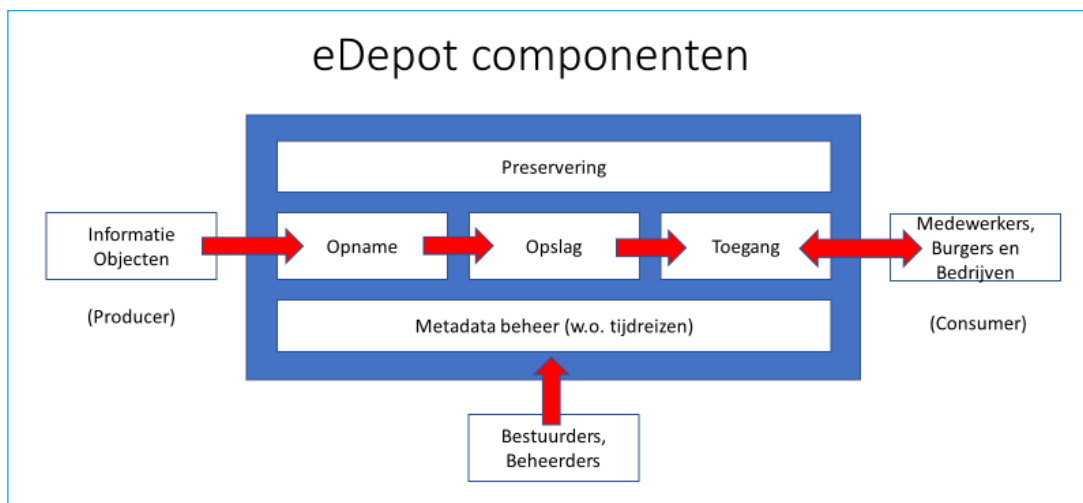 eDepot componenten
Preservering
Informatie
Objecten
Opname
Opslag
Toegang
Medewerkers,
Burgers en
Bedrijven
(Producer)
(Consumer)
Metadata beheer (w.o. tijdreizen)
Bestuurders,
Beheerders